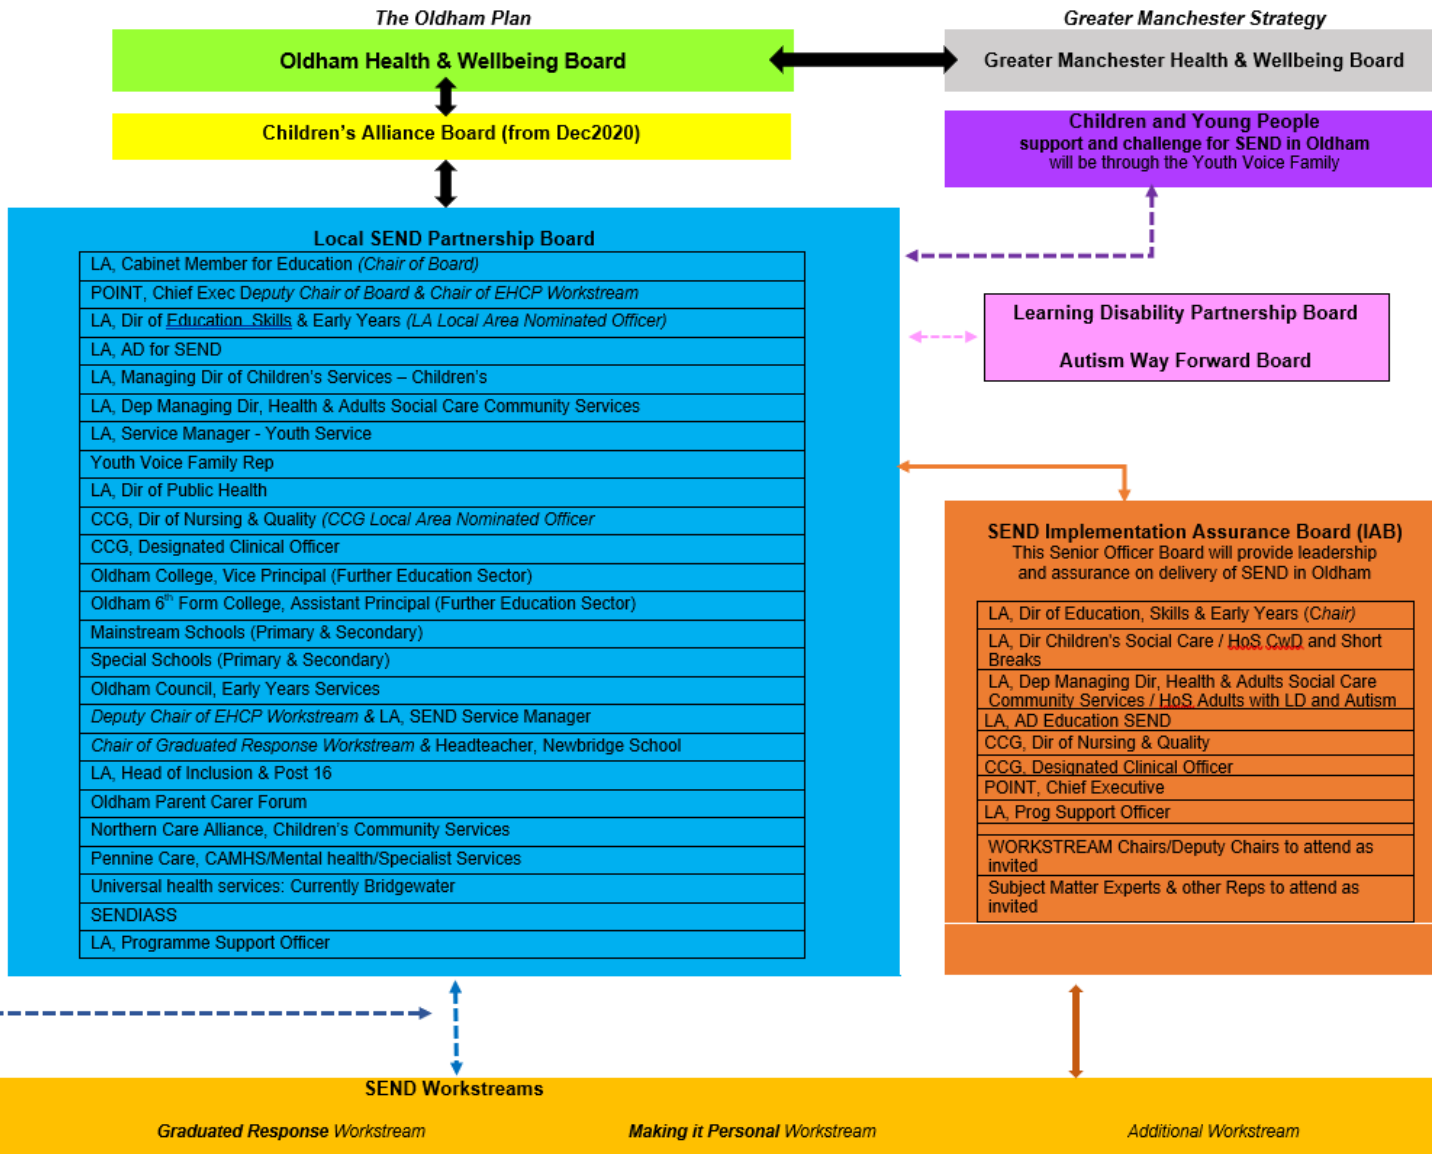 The Oldham Plan
Greater Manchester Strategy
Oldham Health & Wellbeing Board
Greater Manchester Health & Wellbeing Board
Children's Alliance Board (from Dec2020)
Children and Young People
support and challenge for SEND in Oldham
will be through the Youth Voice Family
Local SEND Partnership Board
LA, Cabinet Member for Education (Chair of Board)
POINT, Chief Exec Deputy Chair of Board & Chair of EHCP Workstream
LA, Dir of Education, Skills & Early Years (LA Local Area Nominated Officer)
LA, AD for SEND
LA, Managing Dir of Children's Services – Children's
LA, Dep Managing Dir, Health & Adults Social Care Community Services
LA, Service Manager - Youth Service
Youth Voice Family Rep
LA, Dir of Public Health
CCG, Dir of Nursing & Quality (CCG Local Area Nominated Officer
CCG, Designated Clinical Officer
Oldham College, Vice Principal (Further Education Sector)
Oldham 6th Form College, Assistant Principal (Further Education Sector)
Mainstream Schools (Primary & Secondary)
Special Schools (Primary & Secondary)
Oldham Council, Early Years Services
Deputy Chair of EHCP Workstream & LA, SEND Service Manager
Chair of Graduated Response Workstream & Headteacher, Newbridge School
LA, Head of Inclusion & Post 16
Oldham Parent Carer Forum
Northern Care Alliance, Children's Community Services
Pennine Care, CAMHS/Mental health/Specialist Services
Universal health services: Currently Bridgewater
SENDIASS
LA, Programme Support Officer
Learning Disability Partnership Board
Autism Way Forward Board
SEND Implementation Assurance Board (IAB)
This Senior Officer Board will provide leadership
and assurance on delivery of SEND in Oldham
LA, Dir of Education, Skills & Early Years (Chair)
LA, Dir Children's Social Care / HoS CwD and Short
Breaks
LA, Dep Managing Dir, Health & Adults Social Care
Community Services / HoS Adults with LD and Autism
LA, AD Education SEND
CCG, Dir of Nursing & Quality
CCG, Designated Clinical Officer
POINT, Chief Executive
LA, Prog Support Officer
WORKSTREAM Chairs/Deputy Chairs to attend as
invited
Subject Matter Experts & other Reps to attend as
invited
SEND Workstreams
Graduated Response Workstream
Making it Personal Workstream
Additional Workstream